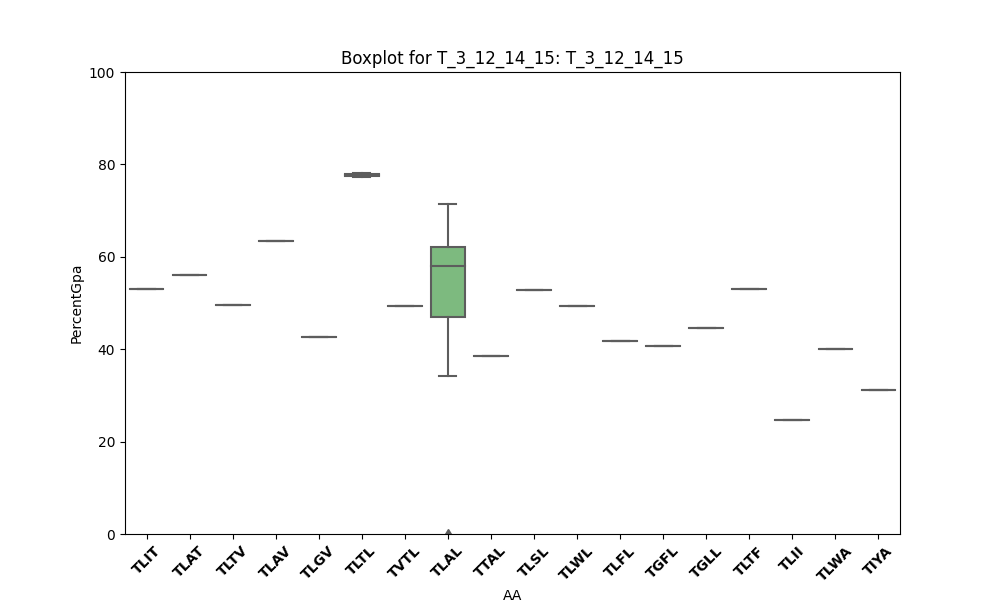 Boxplot for T_3_12_14_15: T_3_12_14_15
PercentGpa
100
80
60
40
20
0
TLIT TLAT TLTV TLAV TLGV TLTL TVTL TLAL TTAL TLSL TLWL TLFL TGFL TGLL TLTF TLII TLWA TIYA
AA